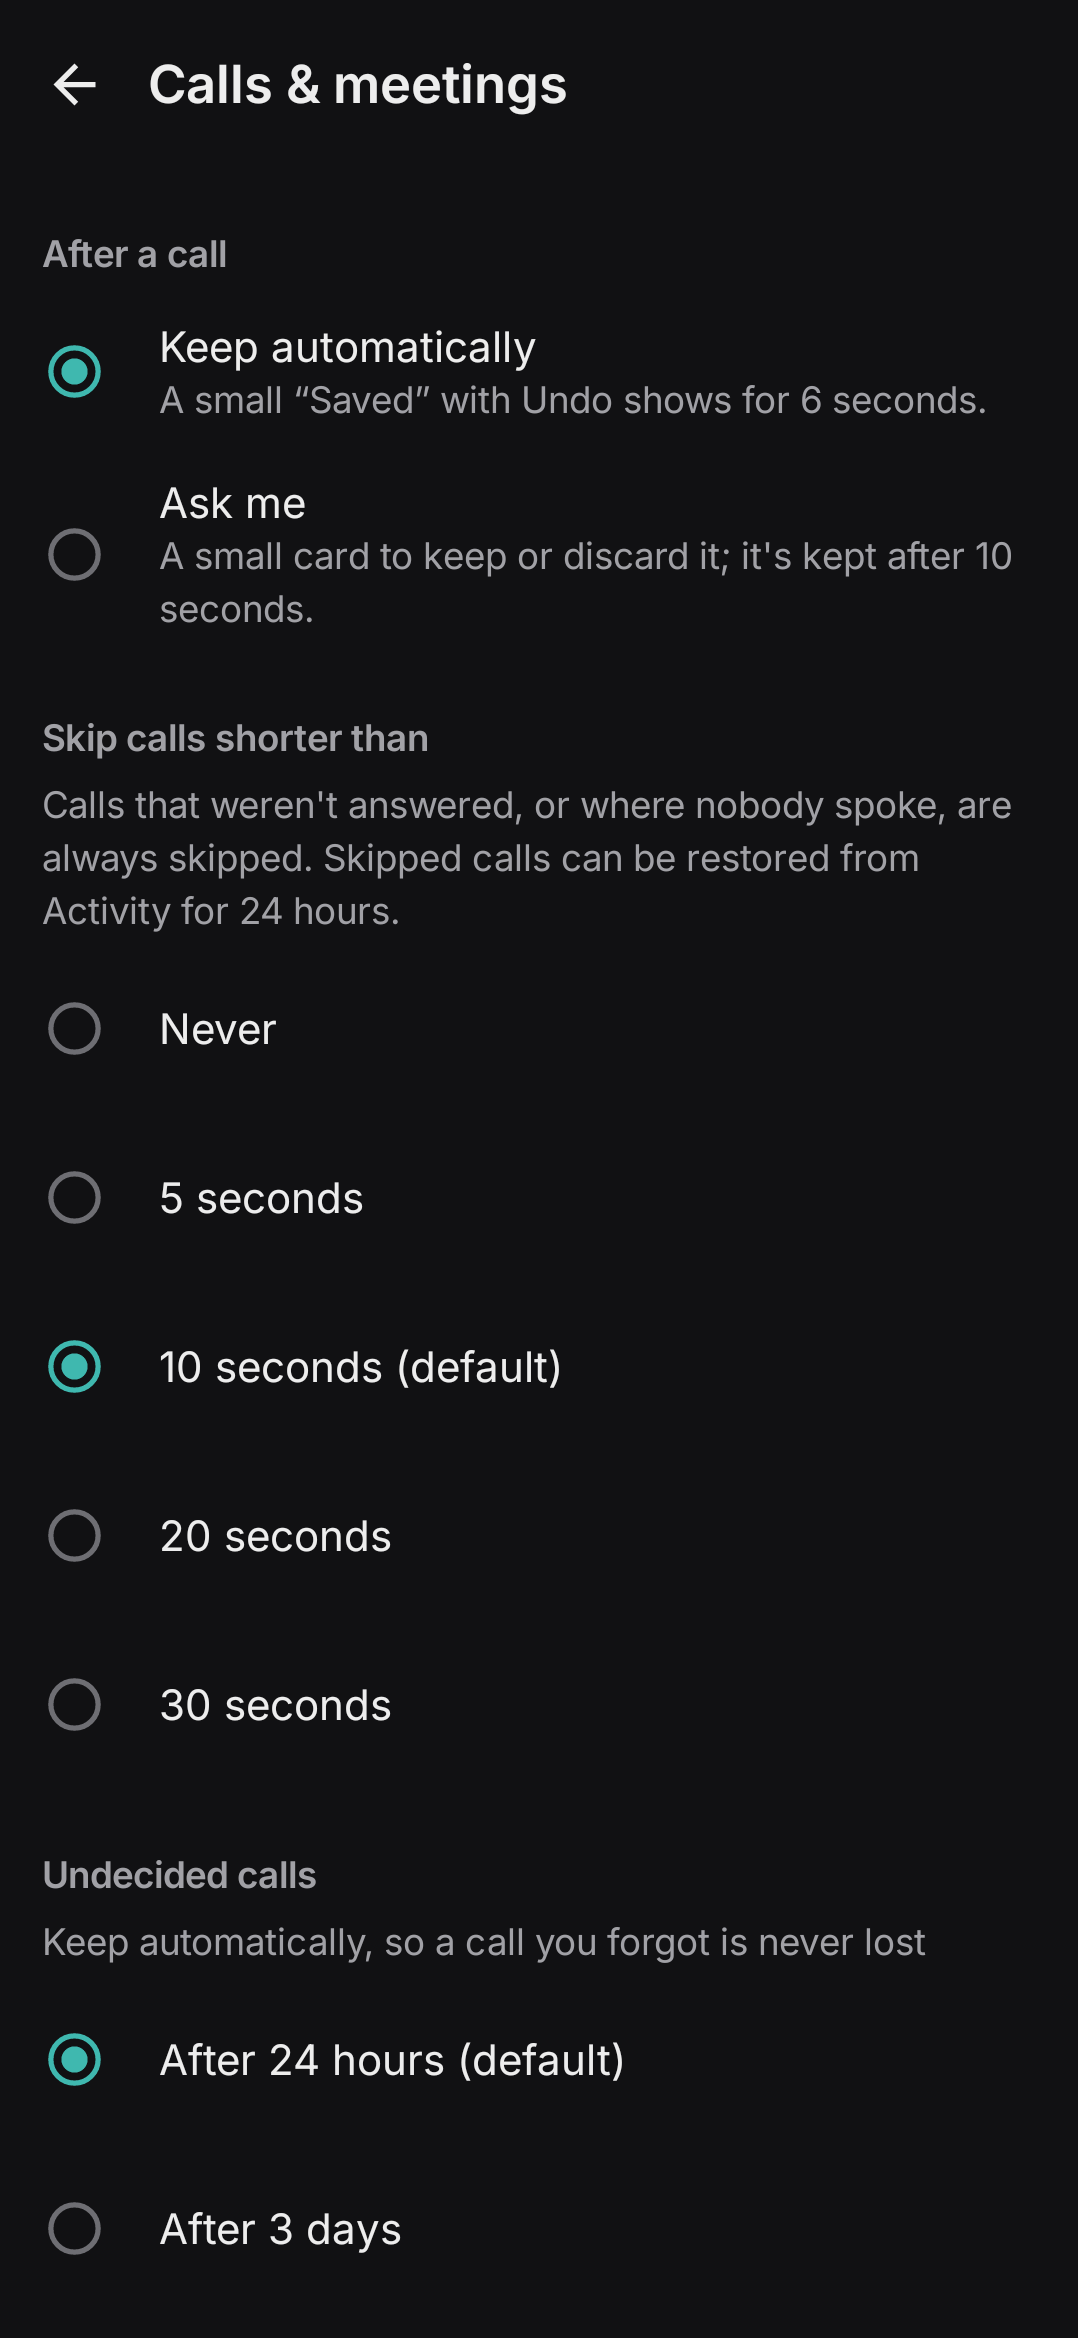 Calls & meetings
After a call
Keep automatically
A small “Saved” with Undo shows for 6 seconds.
Ask me
A small card to keep or discard it; it's kept after 10
seconds.
Skip calls shorter than
Calls that weren't answered, or where nobody spoke, are
always skipped. Skipped calls can be restored from
Activity for 24 hours.
Never
5 seconds
10 seconds (default)
20 seconds
30 seconds
Undecided calls
Keep automatically, so a call you forgot is never lost
After 24 hours (default)
After 3 days